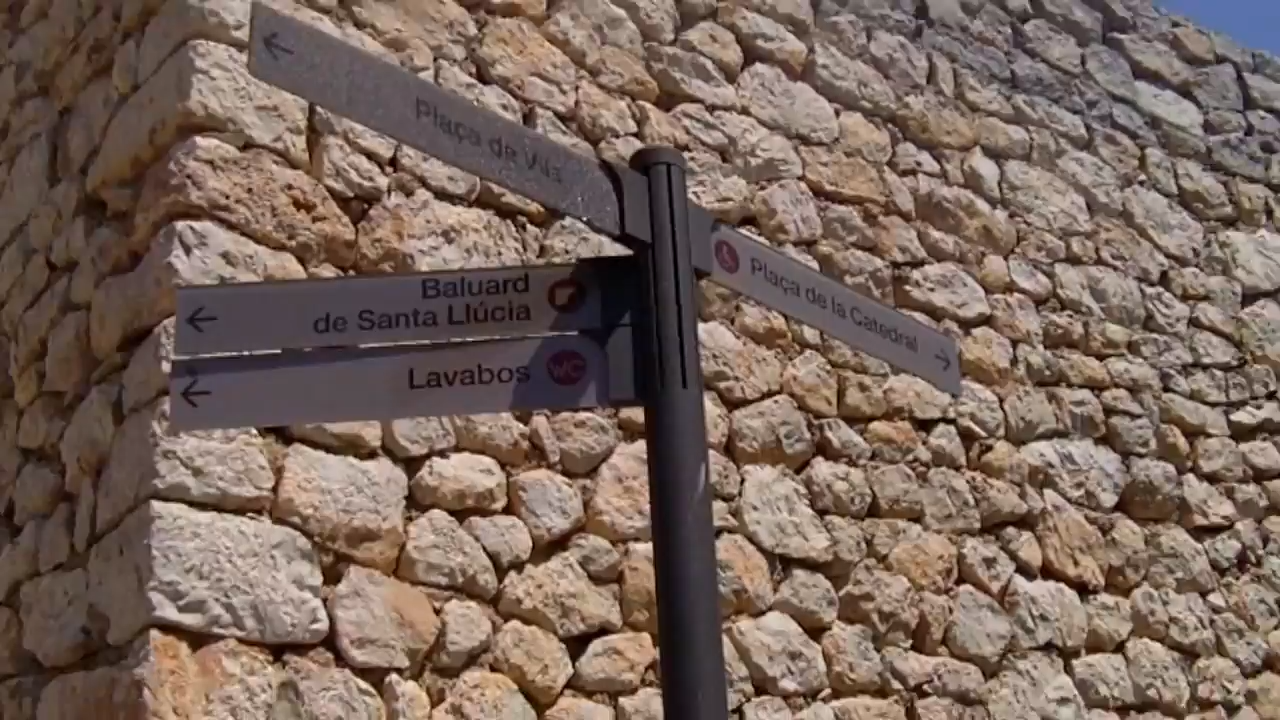 Plaça de Vila
Baluard
de Santa Llúcia
Lavabos WC
Plaça de la Catedral